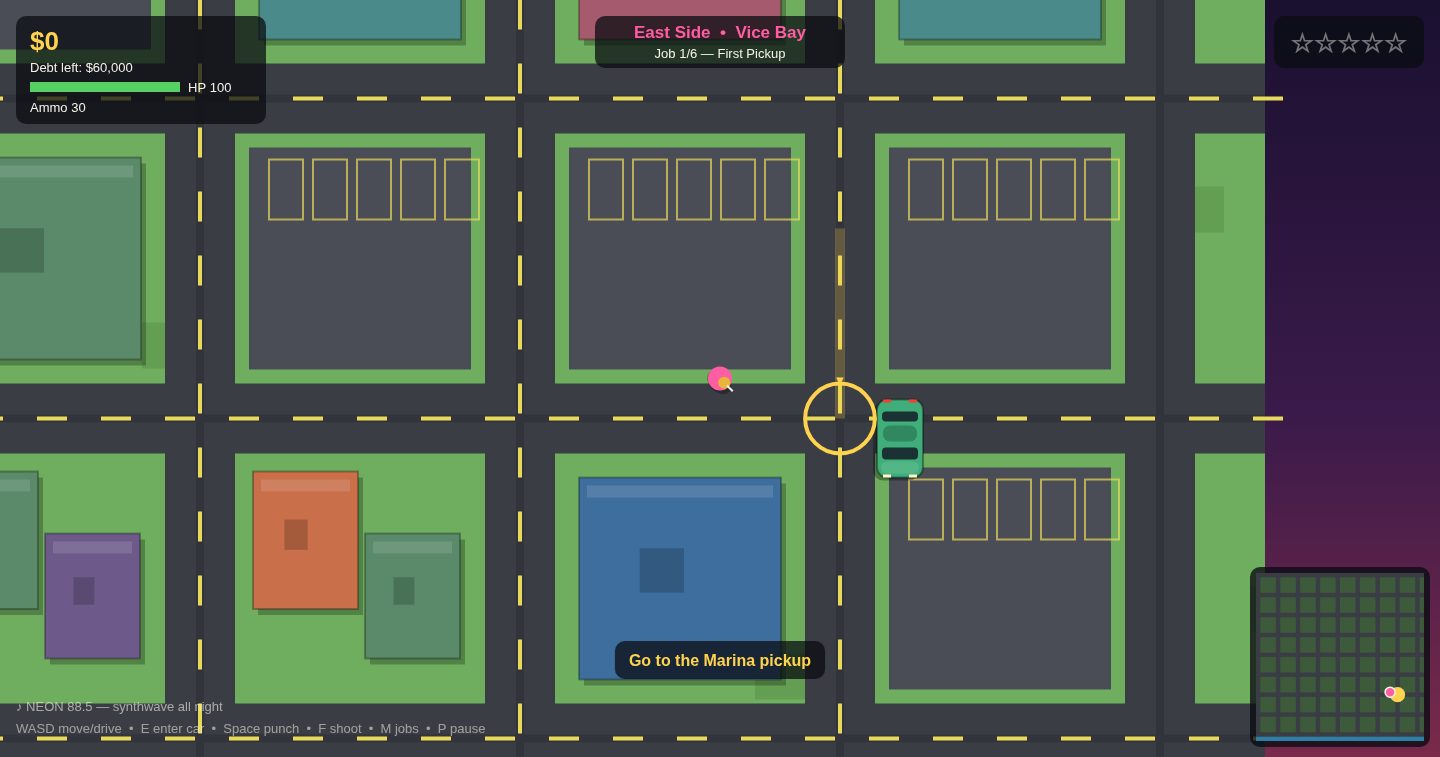 $0
Debt left: $60,000
HP 100
Ammo 30
East Side • Vice Bay
Job 1/6 — First Pickup
☆☆☆☆☆
Go to the Marina pickup
♪ NEON 88.5 — synthwave all night
WASD move/drive • E enter car • Space punch • F shoot • M jobs • P pause